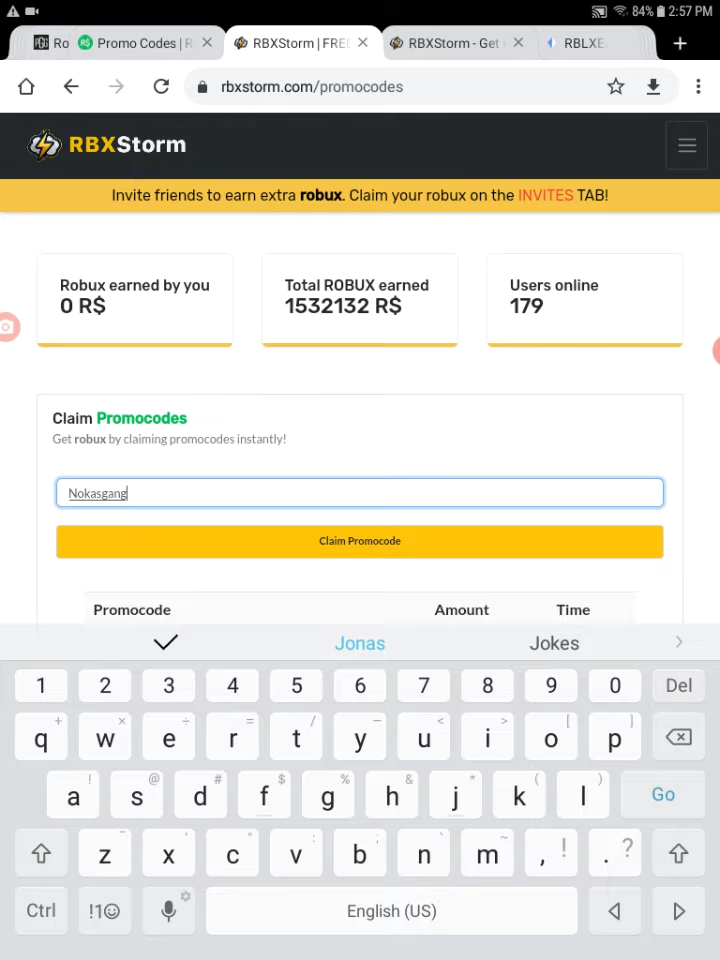 84% 2:57 PM
Ro Promo Codes | R RBXStorm | FREE RBXStorm - Get RBLXE
rbxstorm.com/promocodes
RBXStorm
Invite friends to earn extra robux. Claim your robux on the INVITES TAB!
Robux earned by you Total ROBUX earned Users online
0 R$ 1532132 R$ 179
Claim Promocodes
Get robux by claiming promocodes instantly!
Nokasgang
Claim Promocode
Promocode Amount Time
Jonas Jokes
1 2 3 4 5 6 7 8 9 0 Del
+ × ÷ = / – < > [ ]
q w e r t y u i o p
! @ # $ % & * ( )
a s d f g h j k l Go
z x c v b n m , ! . ?
Ctrl !1☺ English (US)